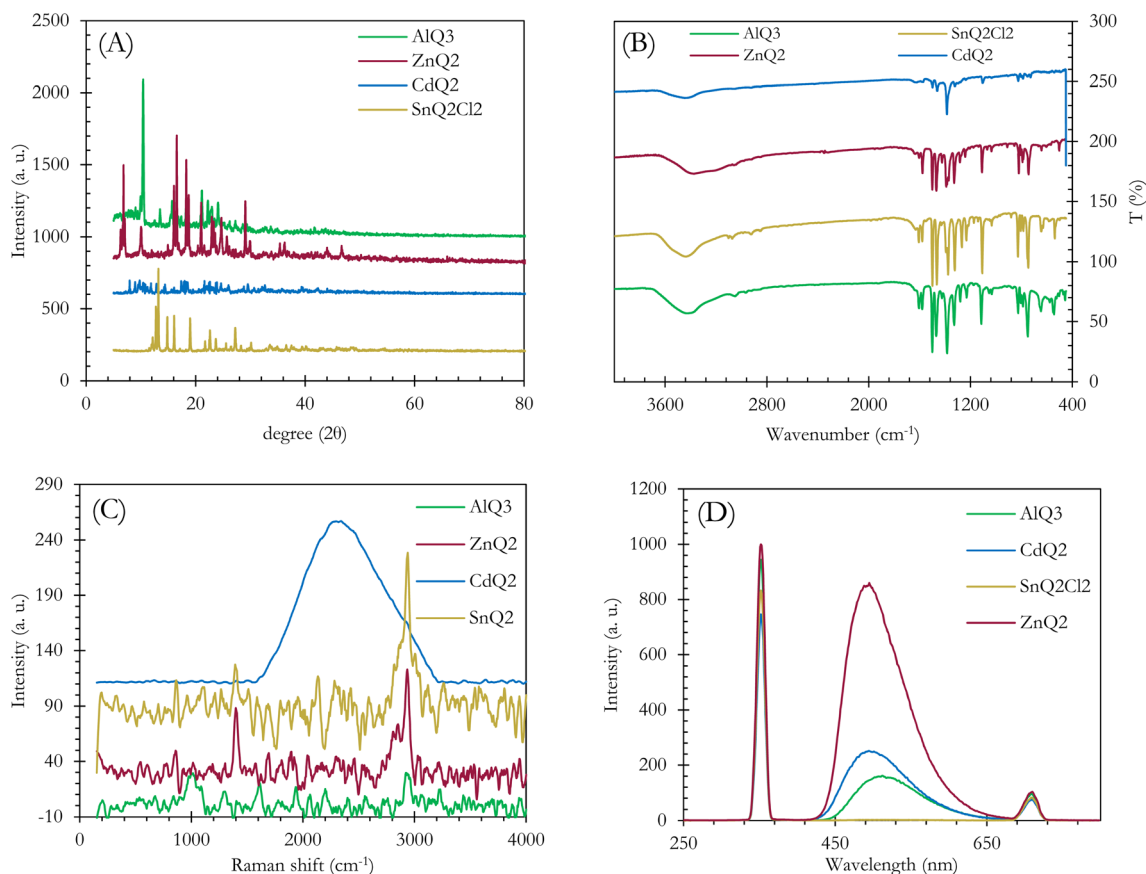 (A)
AlQ3
ZnQ2
CdQ2
SnQ2Cl2
Intensity (a. u.)
2500
2000
1500
1000
500
0
0 20 40 60 80
degree (2θ)
(B)
AlQ3 SnQ2Cl2
ZnQ2 CdQ2
300
250
200
150
100
50
0
T (%)
3600 2800 2000 1200 400
Wavenumber (cm⁻¹)
(C)
AlQ3
ZnQ2
CdQ2
SnQ2
Intensity (a. u.)
290
240
190
140
90
40
-10
0 1000 2000 3000 4000
Raman shift (cm⁻¹)
(D)
AlQ3
CdQ2
SnQ2Cl2
ZnQ2
Intensity (a. u.)
1200
1000
800
600
400
200
0
250 450 650
Wavelength (nm)